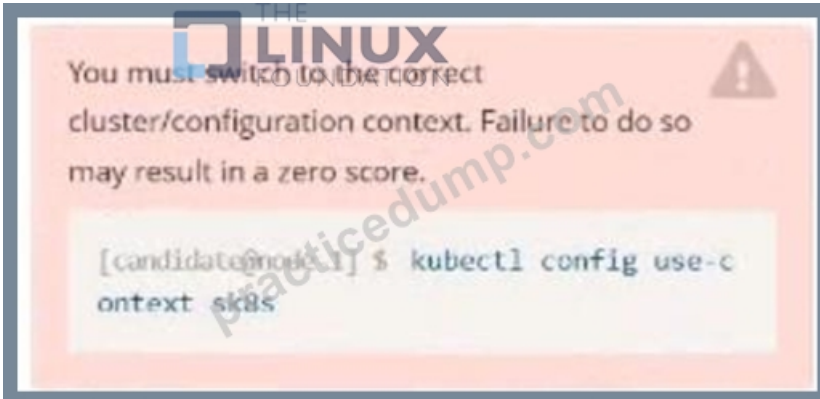 THE
LINUX
FOUNDATION
You must switch to the correct
cluster/configuration context. Failure to do so
may result in a zero score.
[candidate@node-1] $ kubectl config use-c
ontext sk8s
practicedump.com